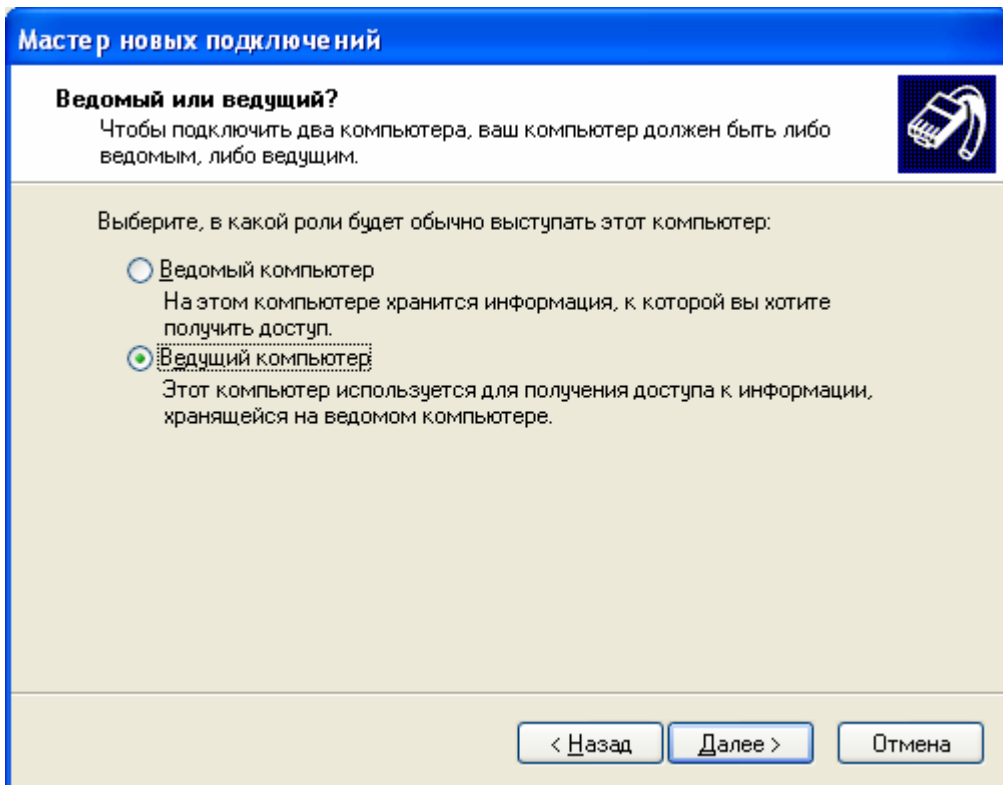 Мастер новых подключений
Ведомый или ведущий?
Чтобы подключить два компьютера, ваш компьютер должен быть либо
ведомым, либо ведущим.
Выберите, в какой роли будет обычно выступать этот компьютер:
Ведомый компьютер
На этом компьютере хранится информация, к которой вы хотите
получить доступ.
Ведущий компьютер
Этот компьютер используется для получения доступа к информации,
хранящейся на ведомом компьютере.
< Назад Далее > Отмена